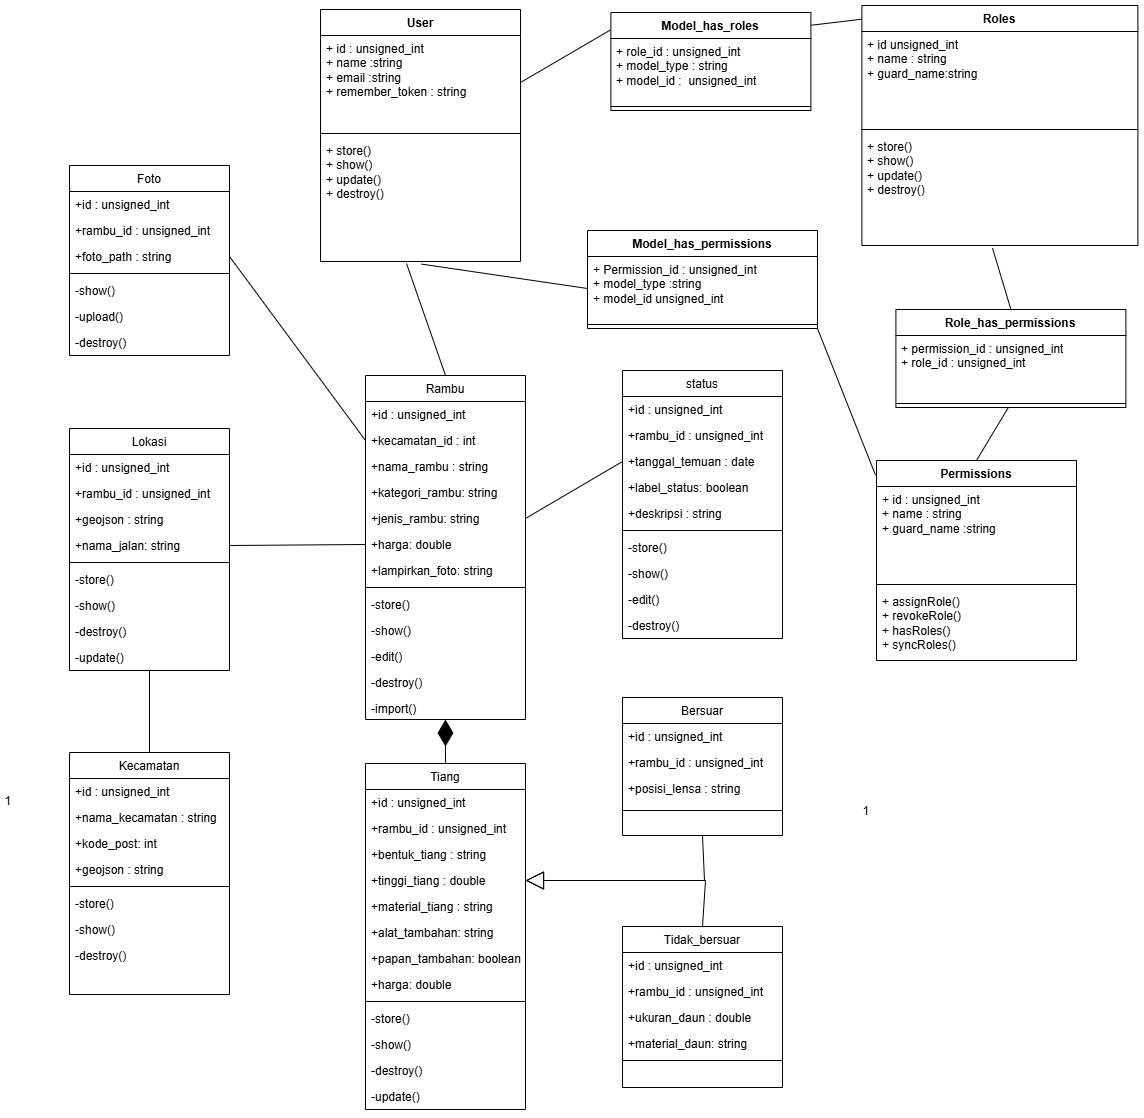 User
+ id : unsigned_int
+ name :string
+ email :string
+ remember_token : string
+ store()
+ show()
+ update()
+ destroy()
Model_has_roles
+ role_id : unsigned_int
+ model_type : string
+ model_id :  unsigned_int
Roles
+ id unsigned_int
+ name : string
+ guard_name:string
+ store()
+ show()
+ update()
+ destroy()
Foto
+id : unsigned_int
+rambu_id : unsigned_int
+foto_path : string
-show()
-upload()
-destroy()
Model_has_permissions
+ Permission_id : unsigned_int
+ model_type :string
+ model_id unsigned_int
Role_has_permissions
+ permission_id : unsigned_int
+ role_id : unsigned_int
Rambu
+id : unsigned_int
+kecamatan_id : int
+nama_rambu : string
+kategori_rambu: string
+jenis_rambu: string
+harga: double
+lampirkan_foto: string
-store()
-show()
-edit()
-destroy()
-import()
status
+id : unsigned_int
+rambu_id : unsigned_int
+tanggal_temuan : date
+label_status: boolean
+deskripsi : string
-store()
-show()
-edit()
-destroy()
Lokasi
+id : unsigned_int
+rambu_id : unsigned_int
+geojson : string
+nama_jalan: string
-store()
-show()
-destroy()
-update()
Permissions
+ id : unsigned_int
+ name : string
+ guard_name :string
+ assignRole()
+ revokeRole()
+ hasRoles()
+ syncRoles()
Kecamatan
+id : unsigned_int
+nama_kecamatan : string
+kode_post: int
+geojson : string
-store()
-show()
-destroy()
1
Tiang
+id : unsigned_int
+rambu_id : unsigned_int
+bentuk_tiang : string
+tinggi_tiang : double
+material_tiang : string
+alat_tambahan: string
+papan_tambahan: boolean
+harga: double
-store()
-show()
-destroy()
-update()
Bersuar
+id : unsigned_int
+rambu_id : unsigned_int
+posisi_lensa : string
1
Tidak_bersuar
+id : unsigned_int
+rambu_id : unsigned_int
+ukuran_daun : double
+material_daun: string